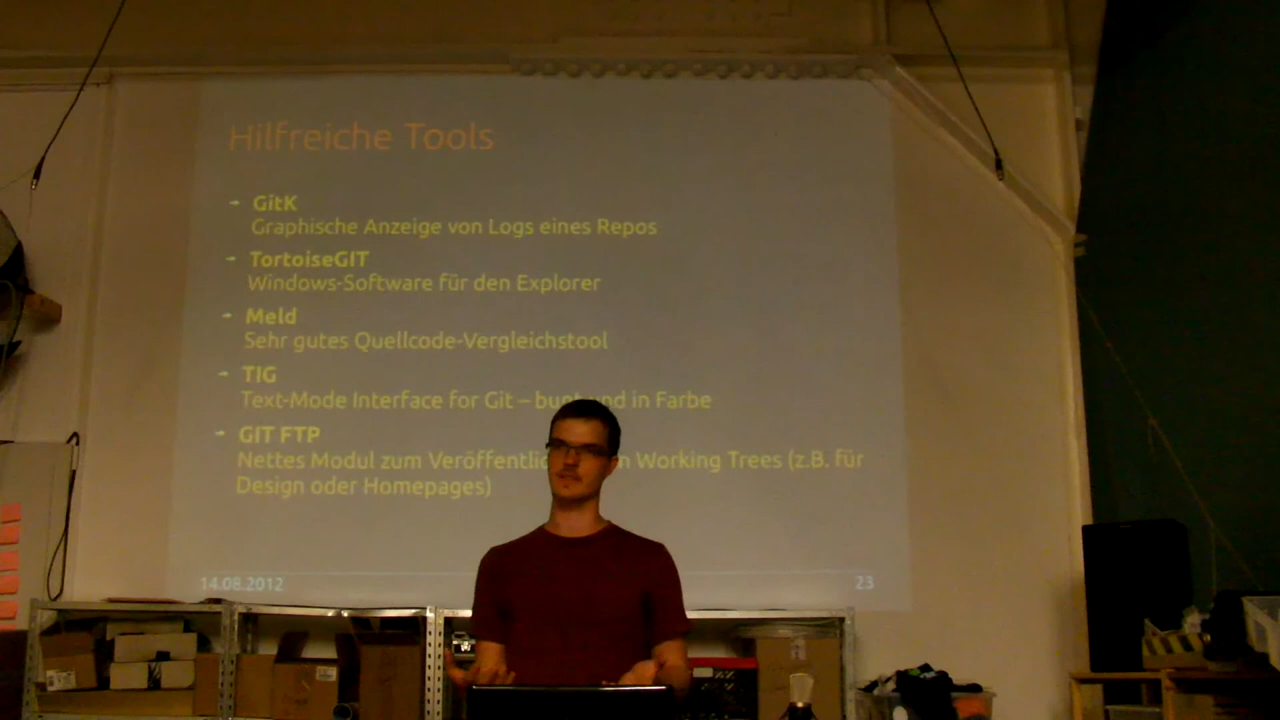 Hilfreiche Tools
GitK
Graphische Anzeige von Logs eines Repos
TortoiseGIT
Windows-Software für den Explorer
Meld
Sehr gutes Quellcode-Vergleichstool
TIG
Text-Mode Interface for Git – bunt und in Farbe
GIT FTP
Nettes Modul zum Working Trees (z.B. für
Design oder Homepages)
14.08.2012
23